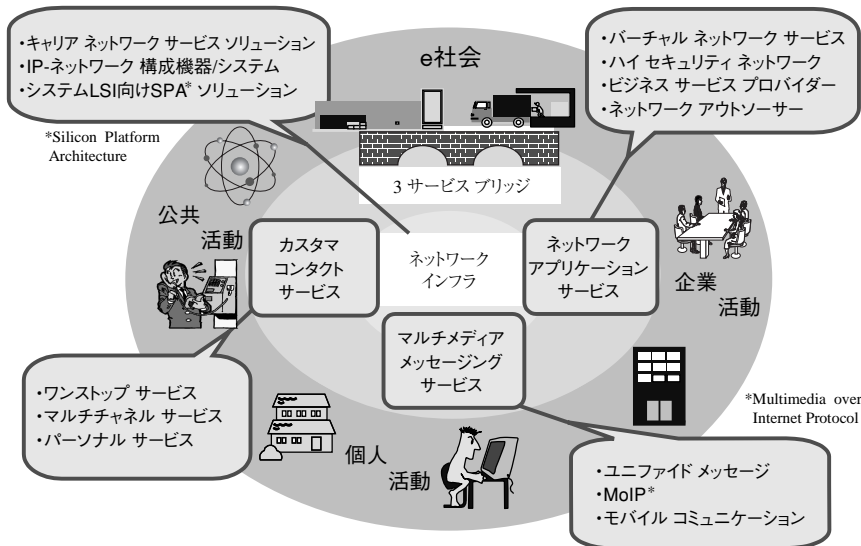 ・キャリア ネットワーク サービス ソリューション
・IP-ネットワーク 構成機器/システム
・システムLSI向けSPA* ソリューション
*Silicon Platform
Architecture
e社会
・バーチャル ネットワーク サービス
・ハイ セキュリティ ネットワーク
・ビジネス サービス プロバイダー
・ネットワーク アウトソーサー
3 サービス ブリッジ
公共
活動
カスタマ
コンタクト
サービス
ネットワーク
インフラ
ネットワーク
アプリケーション
サービス
企業
活動
マルチメディア
メッセージング
サービス
・ワンストップ サービス
・マルチチャネル サービス
・パーソナル サービス
個人
活動
*Multimedia over
Internet Protocol
・ユニファイド メッセージ
・MoIP*
・モバイル コミュニケーション